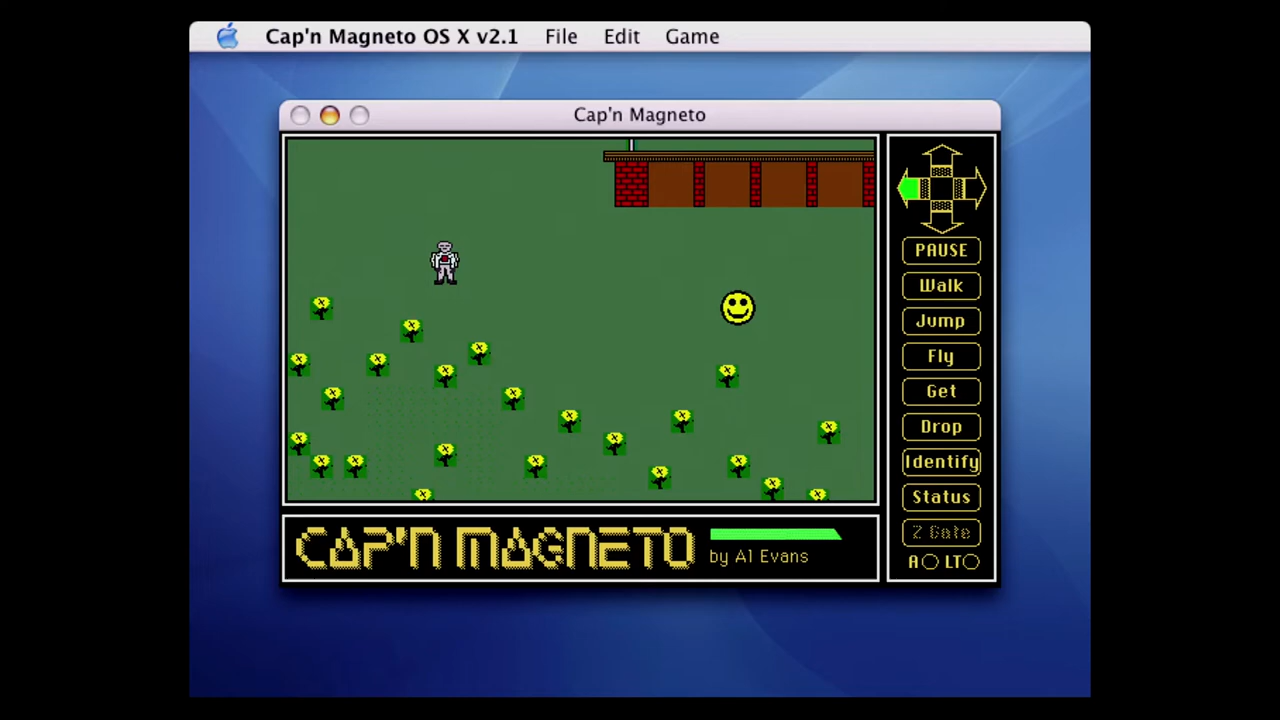 Cap'n Magneto OS X v2.1 File Edit Game
Cap'n Magneto
PAUSE
Walk
Jump
Fly
Get
Drop
Identify
Status
Z Gate
A LT
CAP'N MAGNETO
by Al Evans